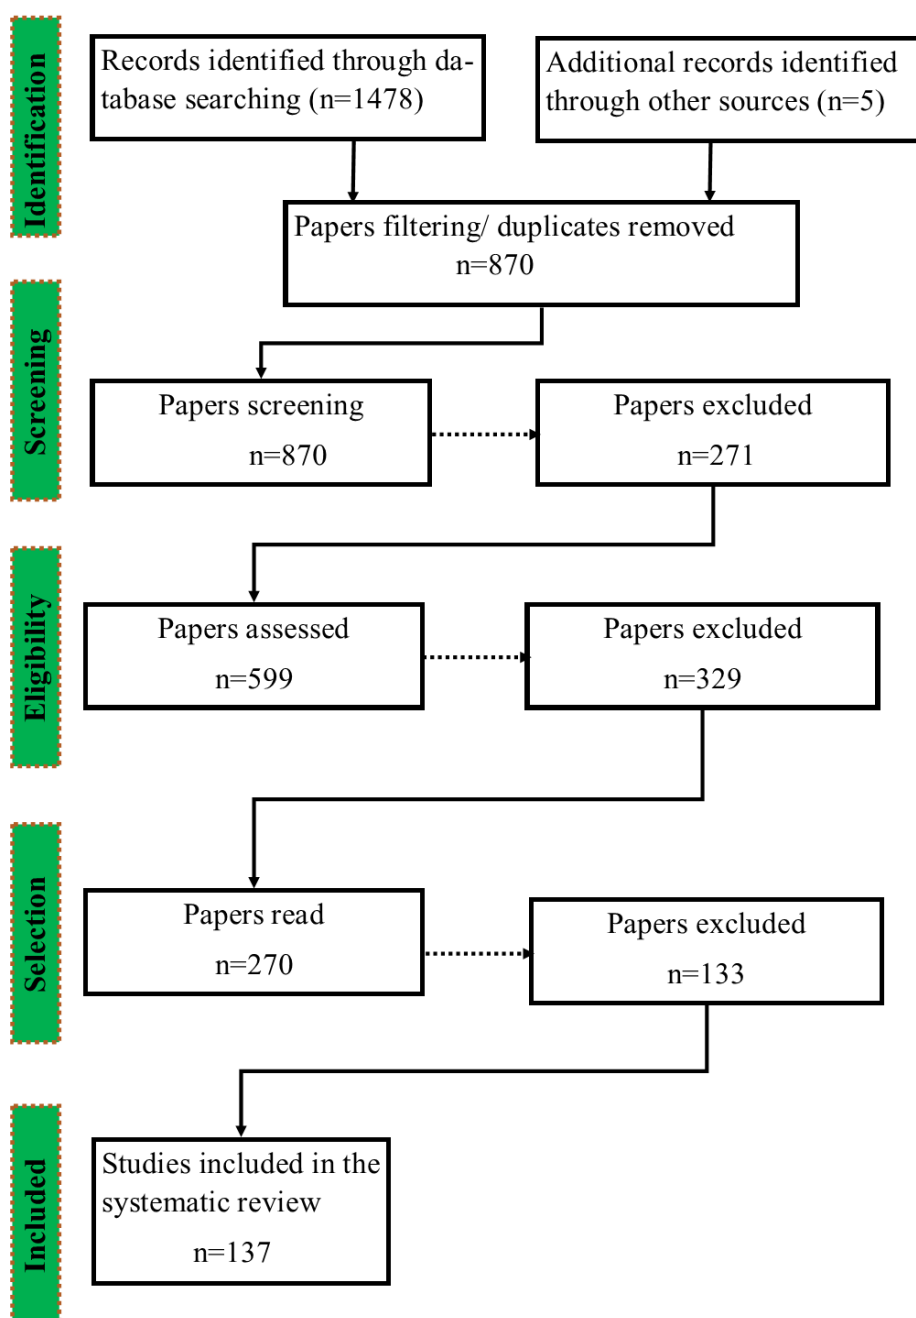 Identification
Records identified through da-
tabase searching (n=1478)
Additional records identified
through other sources (n=5)
Papers filtering/ duplicates removed
n=870
Screening
Papers screening
n=870
Papers excluded
n=271
Eligibility
Papers assessed
n=599
Papers excluded
n=329
Selection
Papers read
n=270
Papers excluded
n=133
Included
Studies included in the
systematic review
n=137